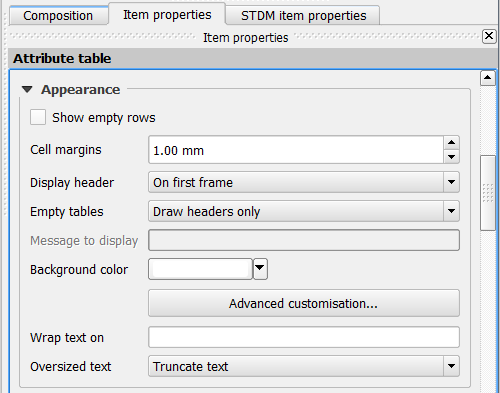 Composition
Item properties
STDM item properties
Item properties
Attribute table
Appearance
Show empty rows
Cell margins
1.00 mm
Display header
On first frame
Empty tables
Draw headers only
Message to display
Background color
Advanced customisation...
Wrap text on
Oversized text
Truncate text